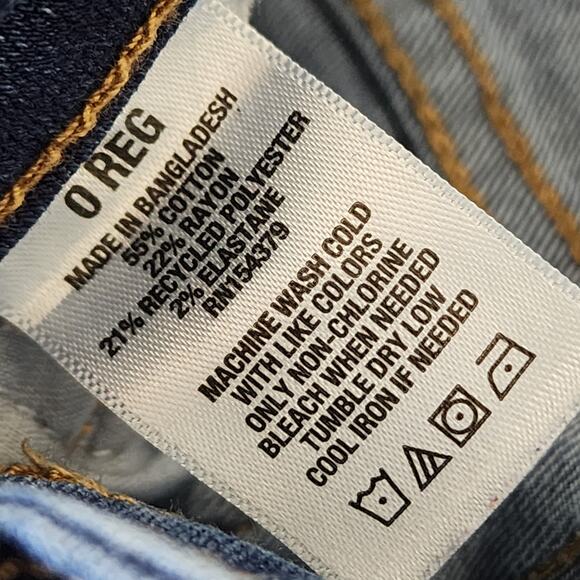 0 REG
MADE IN BANGLADESH
55% COTTON
22% RAYON
21% RECYCLED POLYESTER
2% ELASTANE
RN154379
MACHINE WASH COLD
WITH LIKE COLORS
ONLY NON-CHLORINE
BLEACH WHEN NEEDED
TUMBLE DRY LOW
COOL IRON IF NEEDED